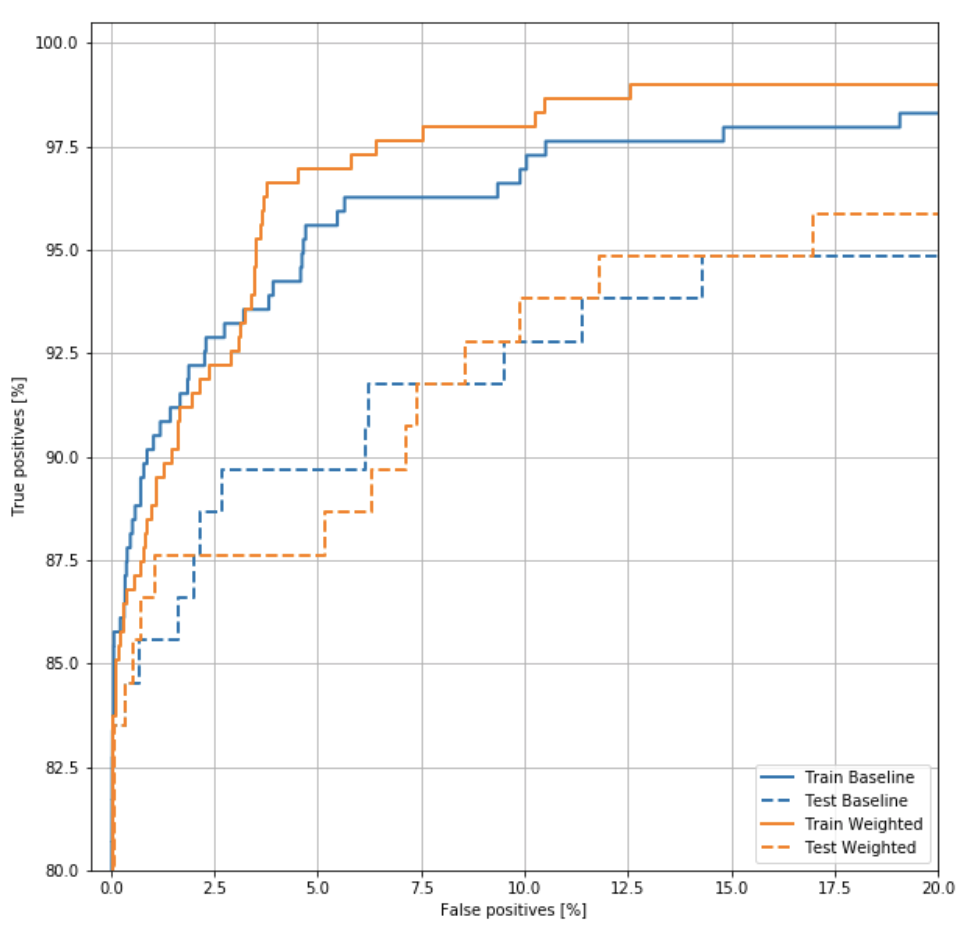 100.0
97.5
95.0
92.5
90.0
87.5
85.0
82.5
80.0
True positives [%]
0.0 2.5 5.0 7.5 10.0 12.5 15.0 17.5 20.0
False positives [%]
Train Baseline
Test Baseline
Train Weighted
Test Weighted